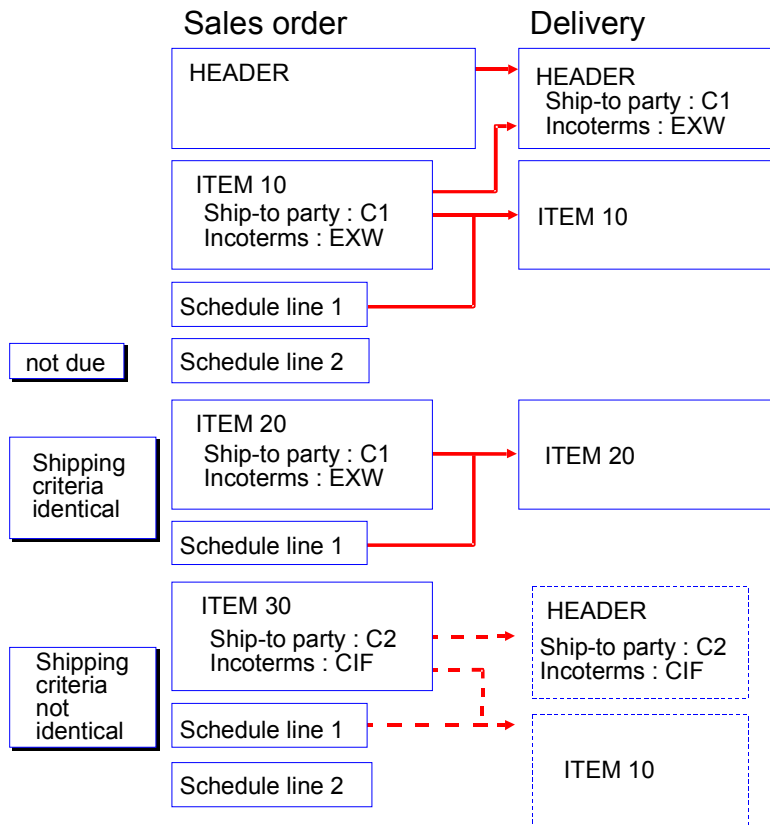 Sales order
Delivery
HEADER
HEADER
Ship-to party : C1
Incoterms : EXW
ITEM 10
Ship-to party : C1
Incoterms : EXW
ITEM 10
Schedule line 1
not due
Schedule line 2
Shipping
criteria
identical
ITEM 20
Ship-to party : C1
Incoterms : EXW
ITEM 20
Schedule line 1
Shipping
criteria
not
identical
ITEM 30
Ship-to party : C2
Incoterms : CIF
HEADER
Ship-to party : C2
Incoterms : CIF
Schedule line 1
ITEM 10
Schedule line 2